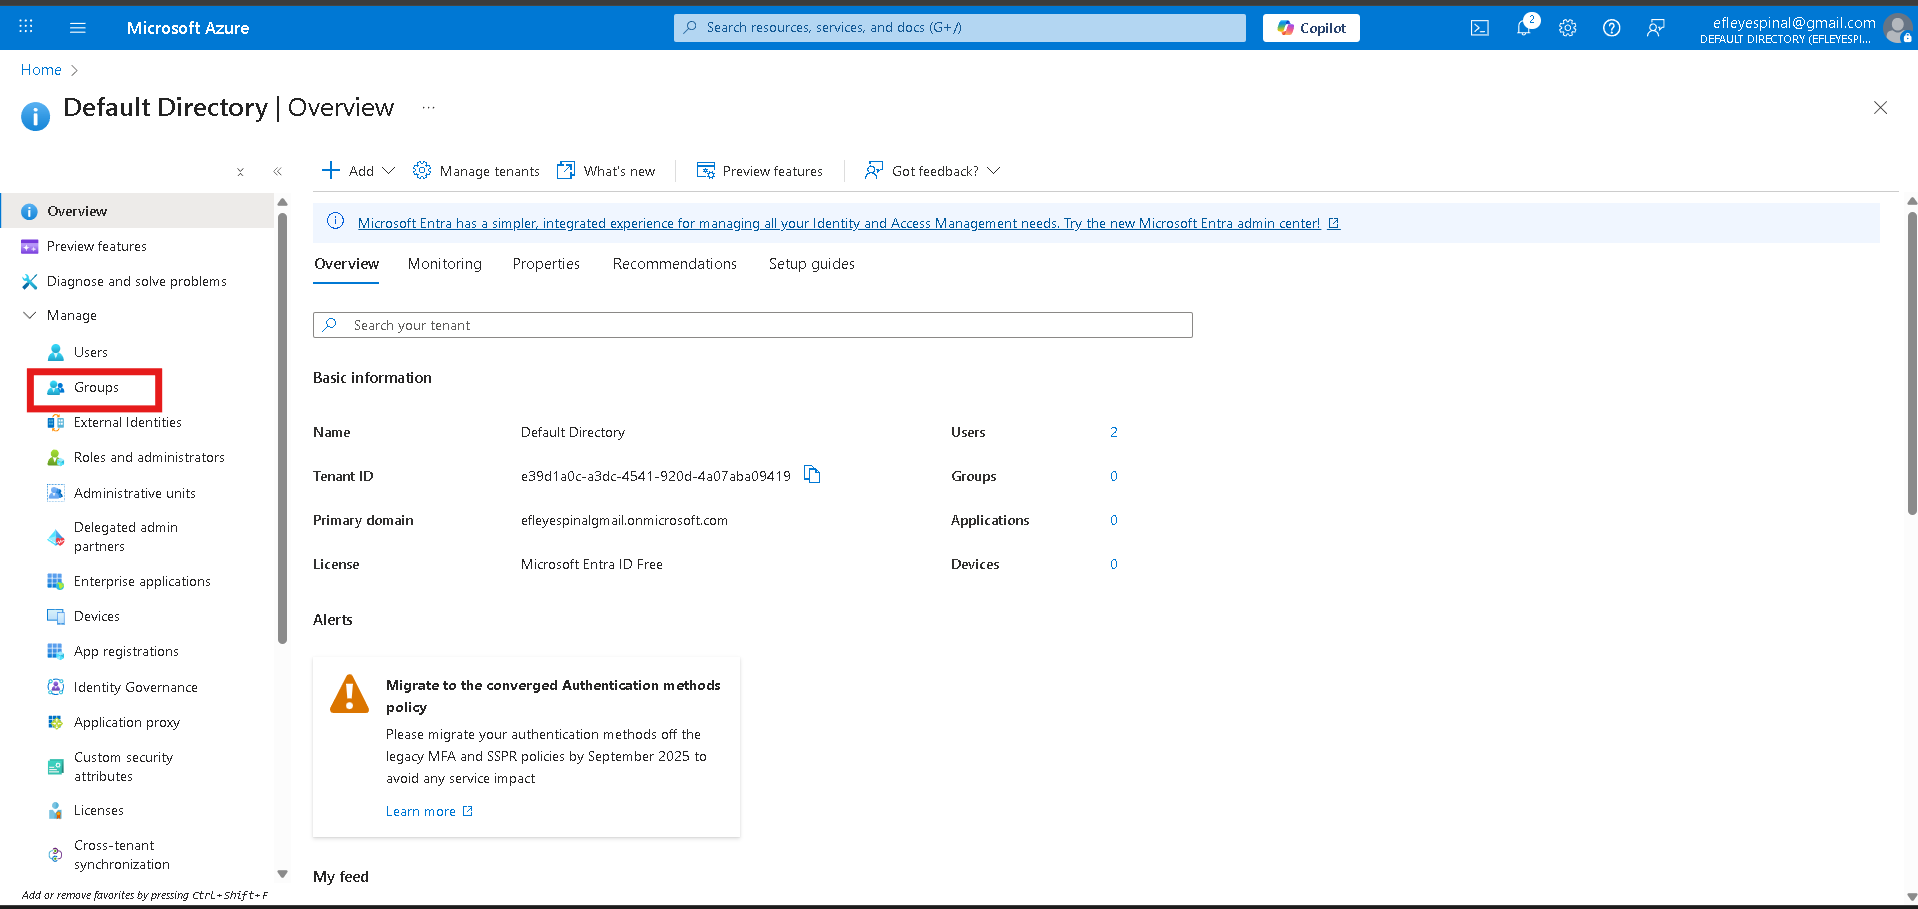 Microsoft Azure
Search resources, services, and docs (G+/)
Copilot
2
efleyespinal@gmail.com
DEFAULT DIRECTORY (EFLEYESPI...
Home
Default Directory | Overview
...
Add
Manage tenants
What's new
Preview features
Got feedback?
Overview
Preview features
Diagnose and solve problems
Manage
Users
Groups
External Identities
Roles and administrators
Administrative units
Delegated admin
partners
Enterprise applications
Devices
App registrations
Identity Governance
Application proxy
Custom security
attributes
Licenses
Cross-tenant
synchronization
Add or remove favorites by pressing Ctrl+Shift+F
Microsoft Entra has a simpler, integrated experience for managing all your Identity and Access Management needs. Try the new Microsoft Entra admin center!
Overview
Monitoring
Properties
Recommendations
Setup guides
Search your tenant
Basic information
Name
Default Directory
Users
2
Tenant ID
e39d1a0c-a3dc-4541-920d-4a07aba09419
Groups
0
Primary domain
efleyespinalgmail.onmicrosoft.com
Applications
0
License
Microsoft Entra ID Free
Devices
0
Alerts
Migrate to the converged Authentication methods
policy
Please migrate your authentication methods off the
legacy MFA and SSPR policies by September 2025 to
avoid any service impact
Learn more
My feed